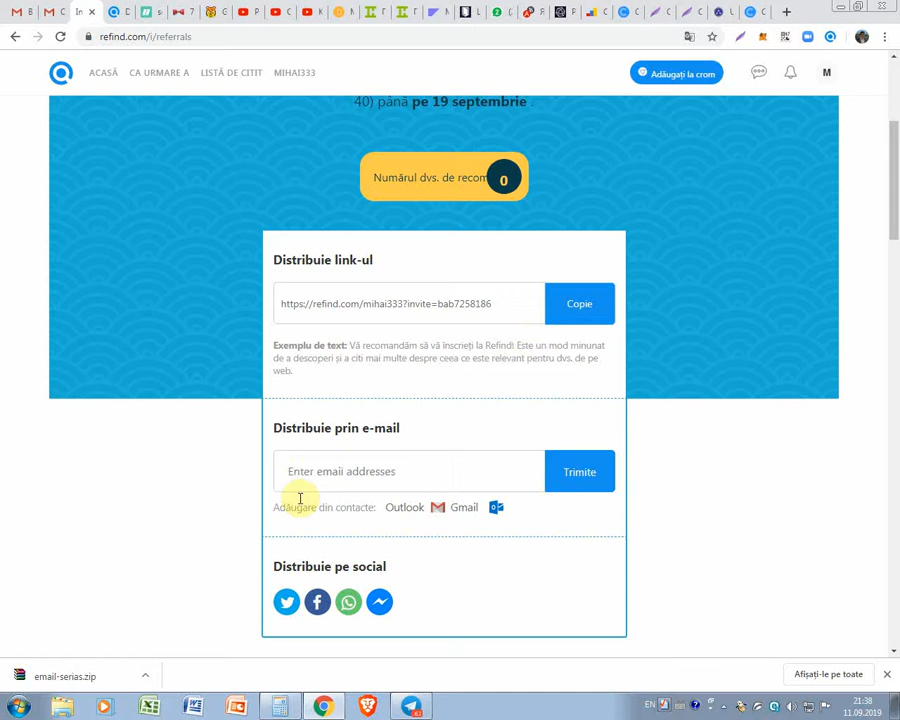 B
C
In
D
s
7
G
P
C
K
M
Г
P
C
U
C
refind.com/i/referrals
ACASĂ CA URMARE A LISTĂ DE CITIT MIHAI333
Adăugați la crom
M
40) până pe 19 septembrie .
Numărul dvs. de recom
0
Distribuie link-ul
https://refind.com/mihai333?invite=bab7258186
Copie
Exemplu de text: Vă recomandăm să vă înscrieți la Refind! Este un mod minunat
de a descoperi și a citi mai multe despre ceea ce este relevant pentru dvs. de pe
web.
Distribuie prin e-mail
Enter email addresses
Trimite
Adăugare din contacte: Outlook Gmail
Distribuie pe social
email-serias.zip
Afișați-le pe toate
EN
21:38
11.09.2019